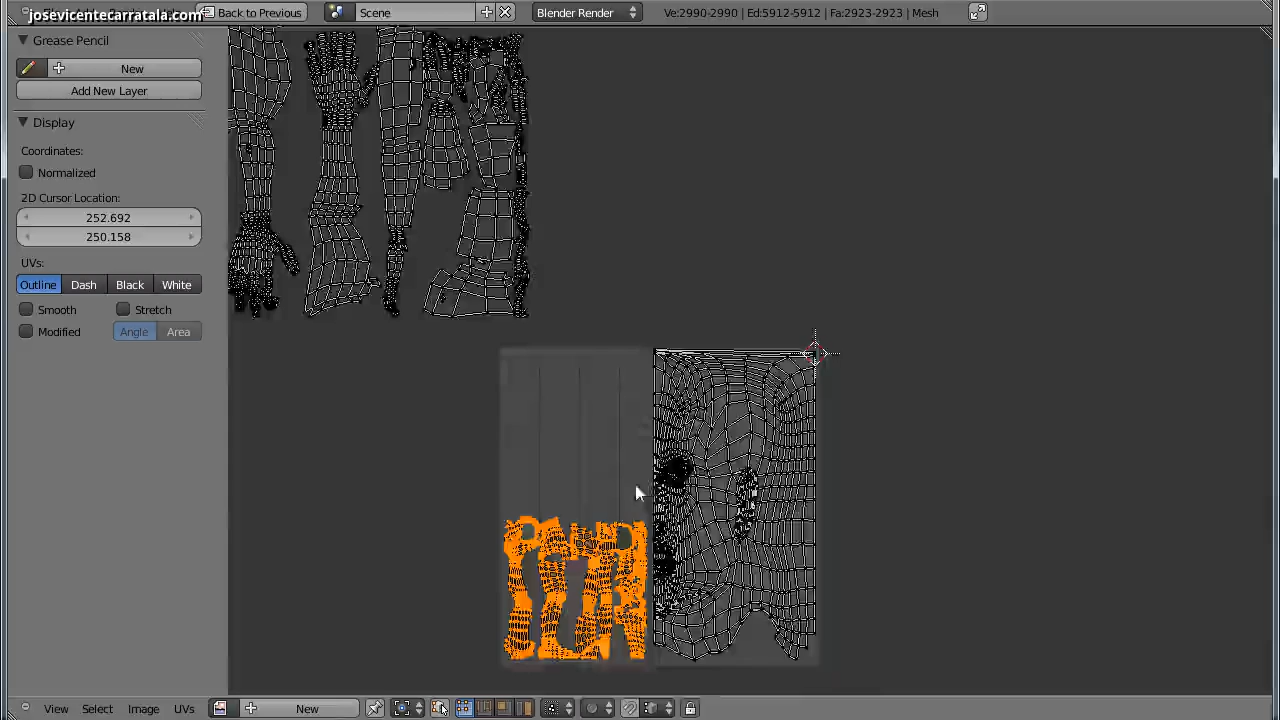 josevicentecarratala.com
Back to Previous
Scene
Blender Render
Ve:2990-2990 | Ed:5912-5912 | Fa:2923-2923 | Mesh
Grease Pencil
New
Add New Layer
Display
Coordinates:
Normalized
2D Cursor Location:
252.692
250.158
UVs:
Outline Dash Black White
Smooth Stretch
Modified Angle Area
View Select Image UVs New